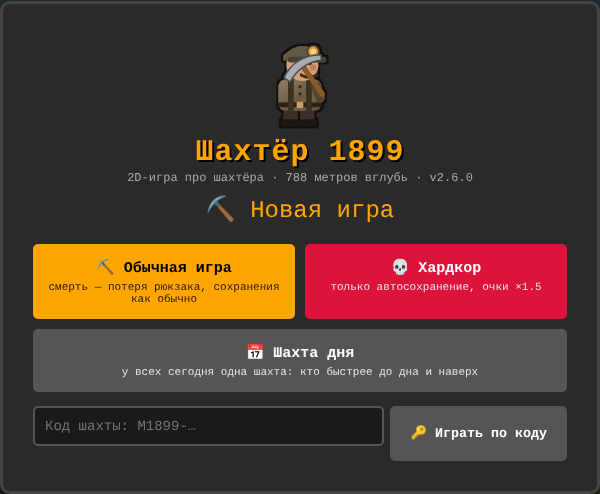 Шахтёр 1899
2D-игра про шахтёра · 788 метров вглубь · v2.6.0
⛏️ Новая игра
⛏️ Обычная игра
смерть — потеря рюкзака, сохранения
как обычно
💀 Хардкор
только автосохранение, очки ×1.5
📅 Шахта дня
у всех сегодня одна шахта: кто быстрее до дна и наверх
Код шахты: M1899-…
🔑 Играть по коду